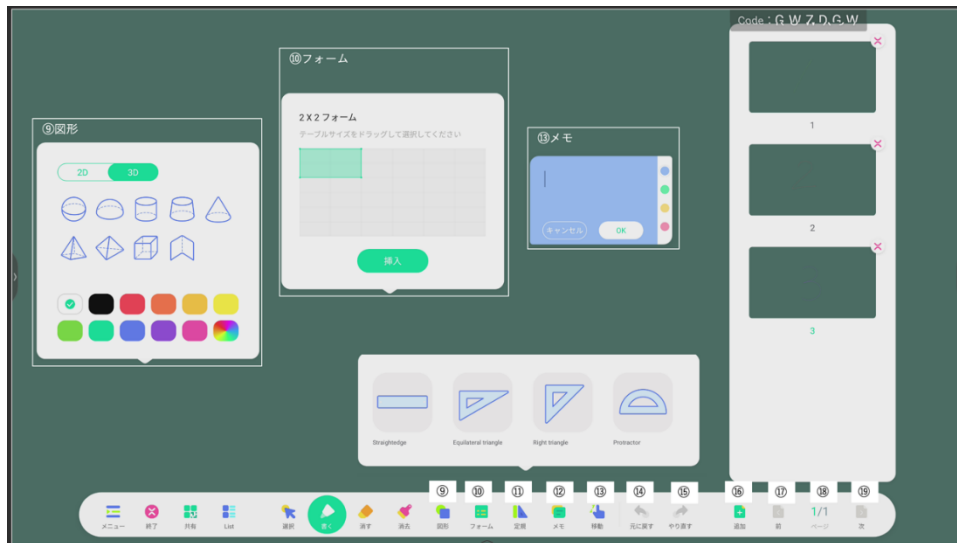 Code : G W Z D G W
⑩フォーム
2 X 2 フォーム
テーブルサイズをドラッグして選択してください
挿入
⑨図形
2D
3D
⑬メモ
キャンセル
OK
1
2
3
Straightedge
Equilateral triangle
Right triangle
Protractor
⑨
⑩
⑪
⑫
⑬
⑭
⑮
⑯
⑰
⑱
⑲
メニュー
終了
共有
List
選択
書く
消す
消去
図形
フォーム
定規
メモ
移動
元に戻す
やり直す
追加
前
1/1
ページ
次